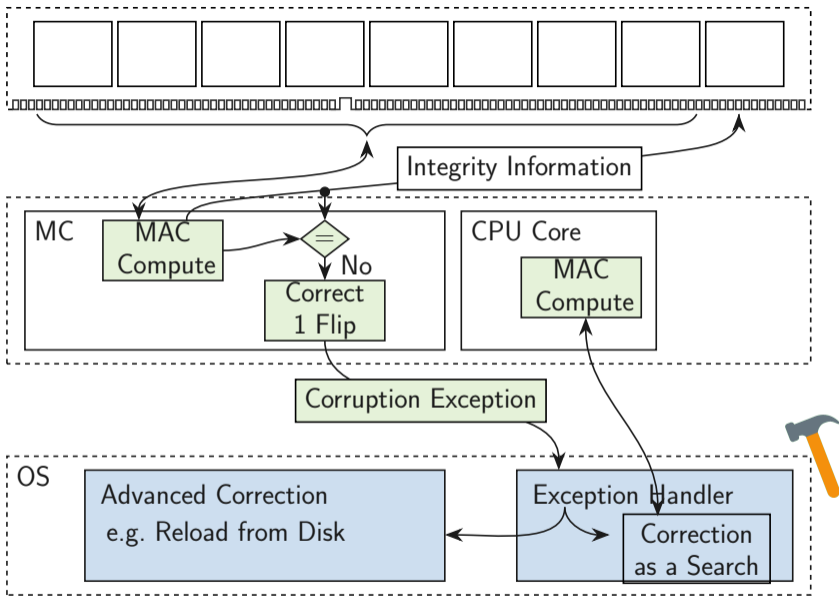 Integrity Information
MC
MAC
Compute
=
No
Correct
1 Flip
CPU Core
MAC
Compute
Corruption Exception
OS
Advanced Correction
e.g. Reload from Disk
Exception Handler
Correction
as a Search